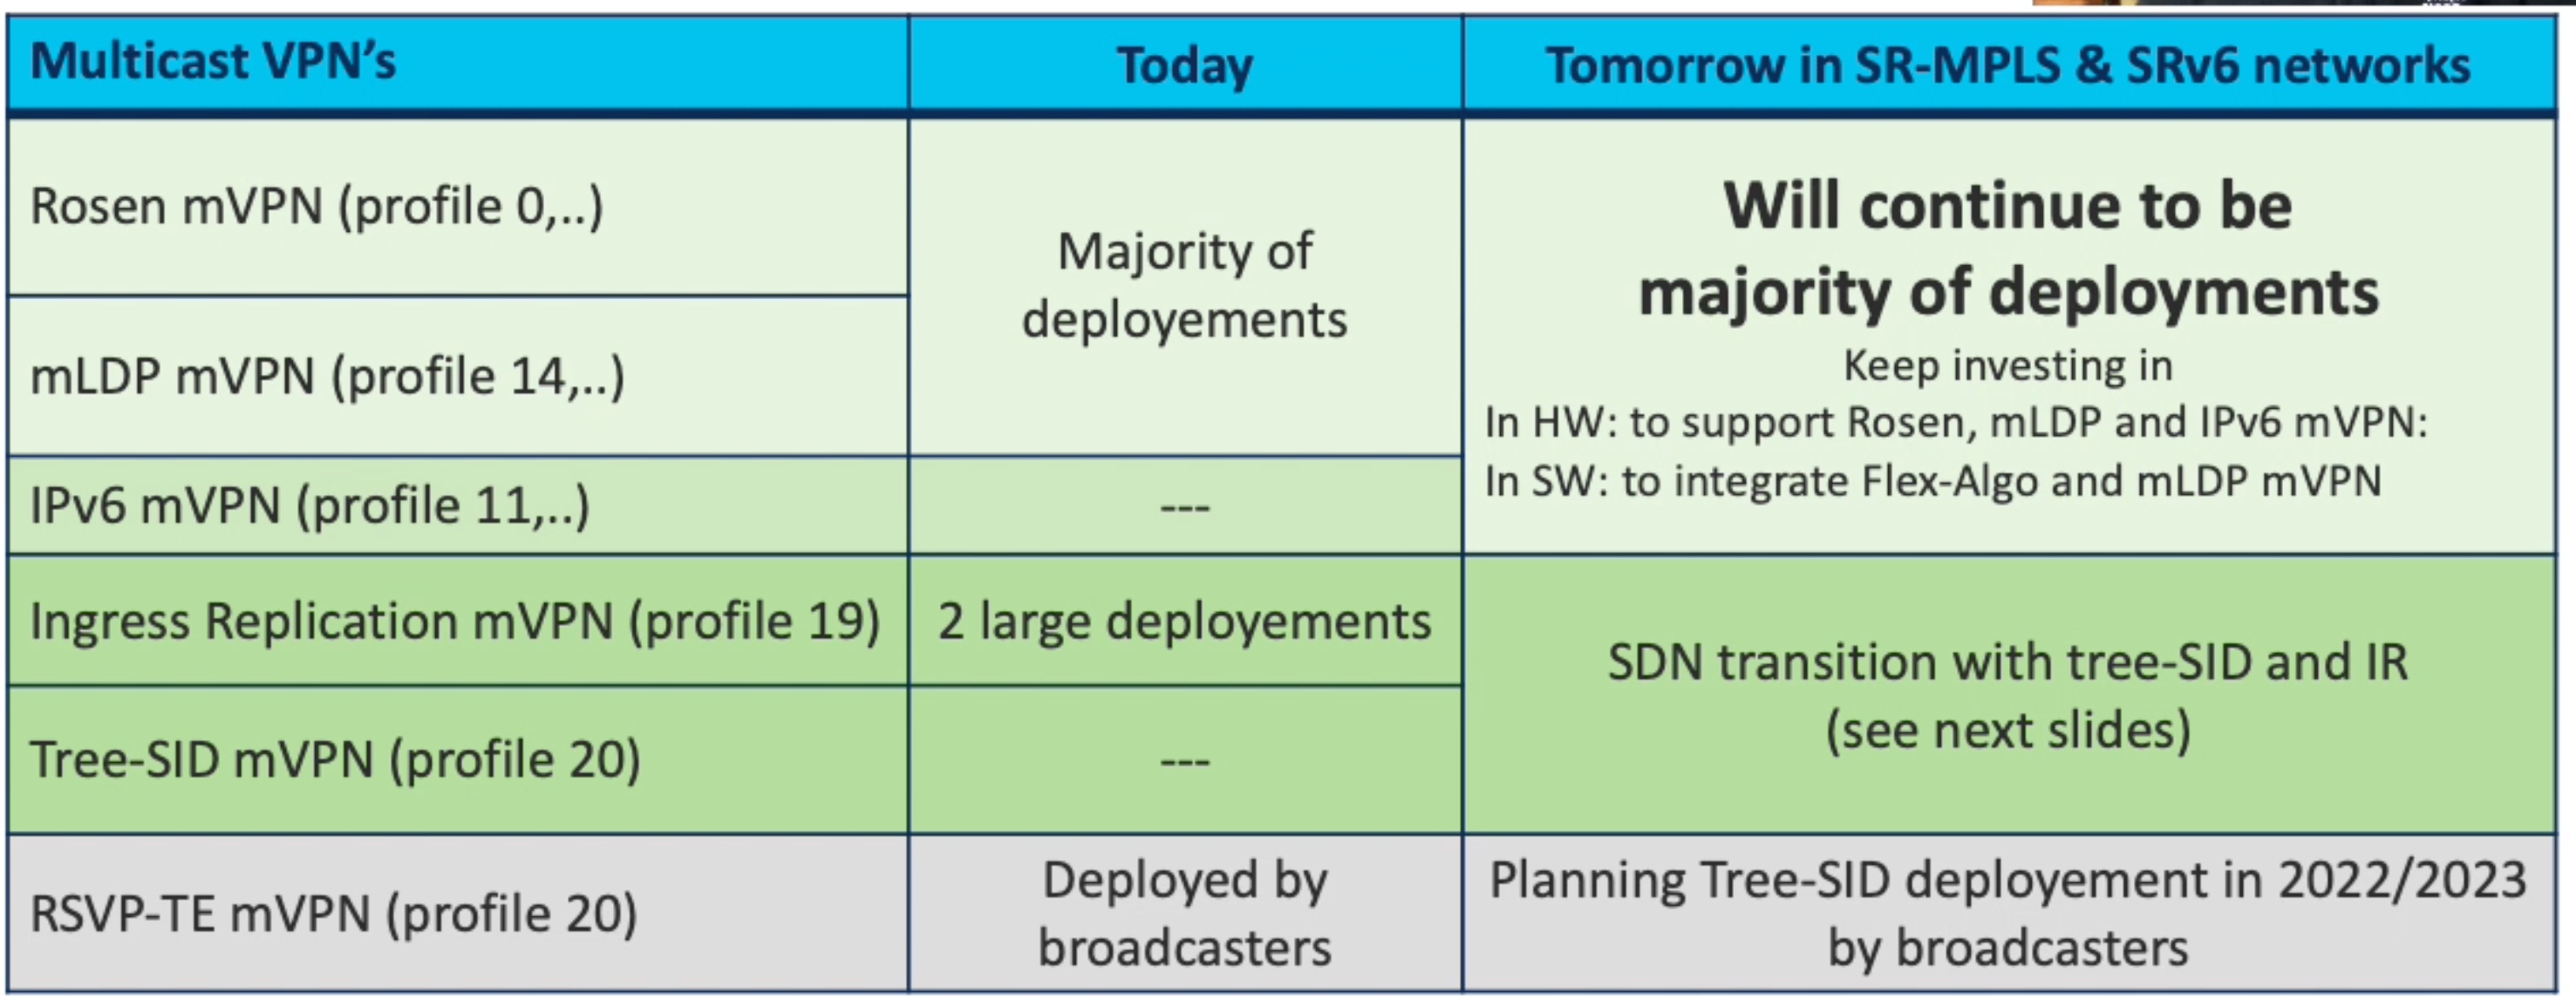 Multicast VPN's
Today
Tomorrow in SR-MPLS & SRv6 networks
Rosen mVPN (profile 0,..)
mLDP mVPN (profile 14,..)
Majority of
deployements
Will continue to be
majority of deployments
Keep investing in
In HW: to support Rosen, mLDP and IPv6 mVPN:
In SW: to integrate Flex-Algo and mLDP mVPN
IPv6 mVPN (profile 11,..)
---
Ingress Replication mVPN (profile 19)
2 large deployements
SDN transition with tree-SID and IR
(see next slides)
Tree-SID mVPN (profile 20)
---
RSVP-TE mVPN (profile 20)
Deployed by
broadcasters
Planning Tree-SID deployement in 2022/2023
by broadcasters